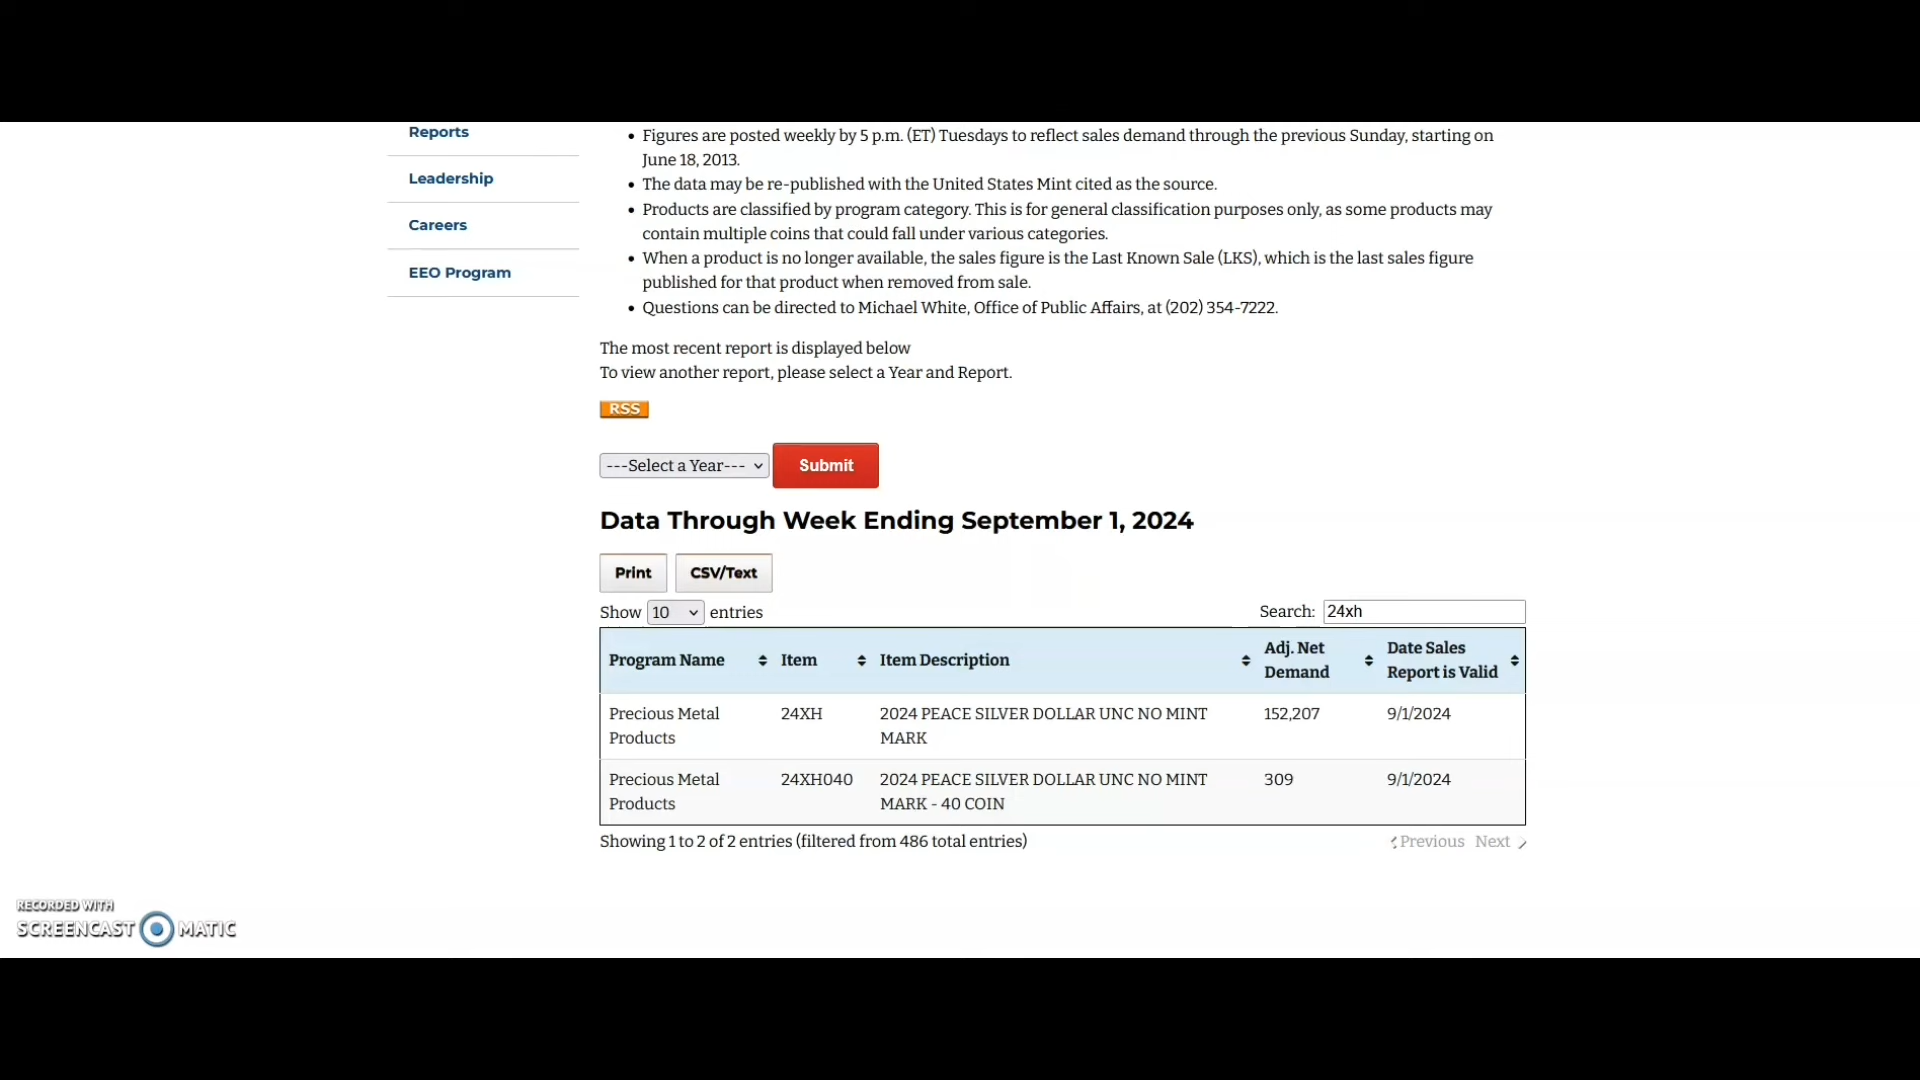 Reports
Leadership
Careers
EEO Program
• Figures are posted weekly by 5 p.m. (ET) Tuesdays to reflect sales demand through the previous Sunday, starting on
June 18, 2013.
• The data may be re-published with the United States Mint cited as the source.
• Products are classified by program category. This is for general classification purposes only, as some products may
contain multiple coins that could fall under various categories.
• When a product is no longer available, the sales figure is the Last Known Sale (LKS), which is the last sales figure
published for that product when removed from sale.
• Questions can be directed to Michael White, Office of Public Affairs, at (202) 354-7222.
The most recent report is displayed below
To view another report, please select a Year and Report.
RSS
---Select a Year--- Submit
Data Through Week Ending September 1, 2024
Print CSV/Text
Show 10 entries Search: 24xh
Program Name Item Item Description Adj. Net Date Sales
Demand Report is Valid
Precious Metal 24XH 2024 PEACE SILVER DOLLAR UNC NO MINT 152,207 9/1/2024
Products MARK
Precious Metal 24XH040 2024 PEACE SILVER DOLLAR UNC NO MINT 309 9/1/2024
Products MARK - 40 COIN
Showing 1 to 2 of 2 entries (filtered from 486 total entries) Previous Next
RECORDED WITH
SCREENCAST MATIC